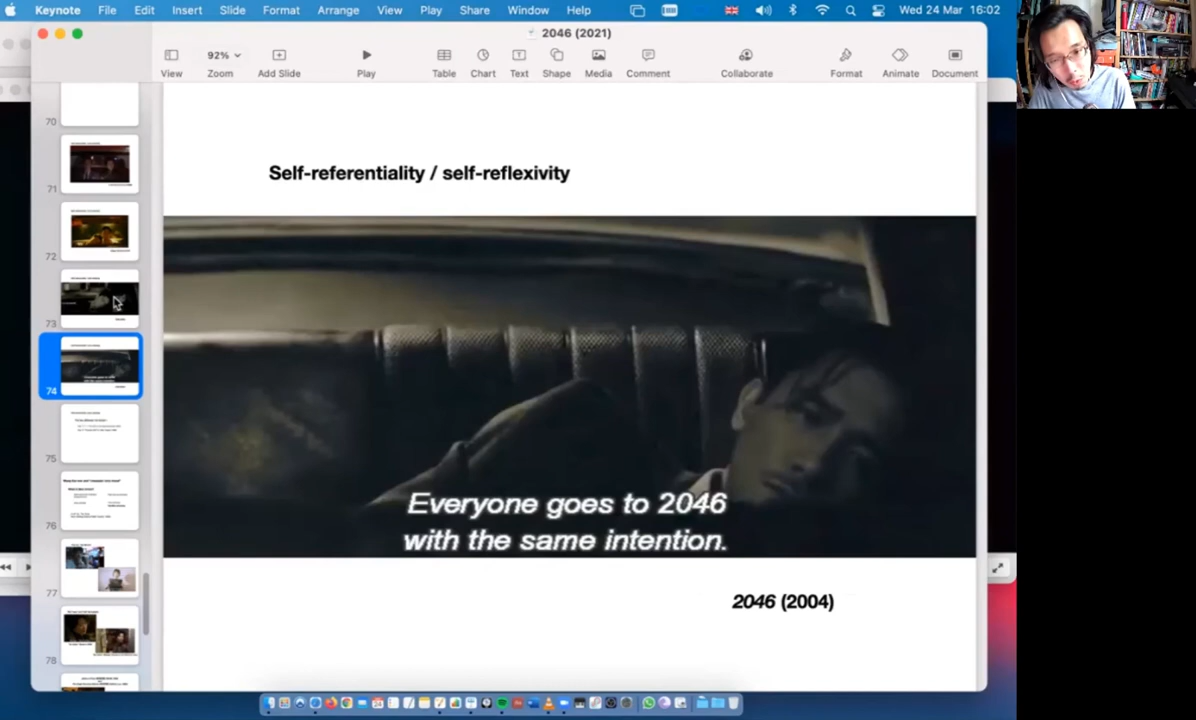 Keynote File Edit Insert Slide Format Arrange View Play Share Window Help Wed 24 Mar 16:02
2046 (2021)
92%
View Zoom Add Slide Play Table Chart Text Shape Media Comment Collaborate Format Animate Document
70
71
72
73
74
75
76
77
78
Self-referentiality / self-reflexivity
Everyone goes to 2046
with the same intention.
2046 (2004)